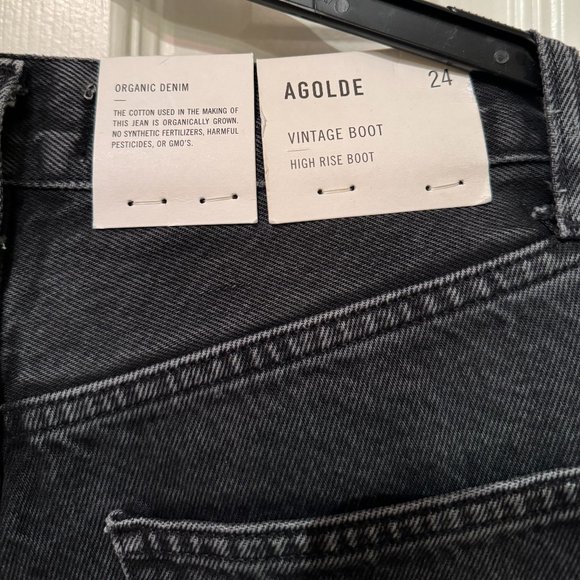 ORGANIC DENIM
THE COTTON USED IN THE MAKING OF
THIS JEAN IS ORGANICALLY GROWN.
NO SYNTHETIC FERTILIZERS, HARMFUL
PESTICIDES, OR GMO'S.
AGOLDE
24
VINTAGE BOOT
HIGH RISE BOOT